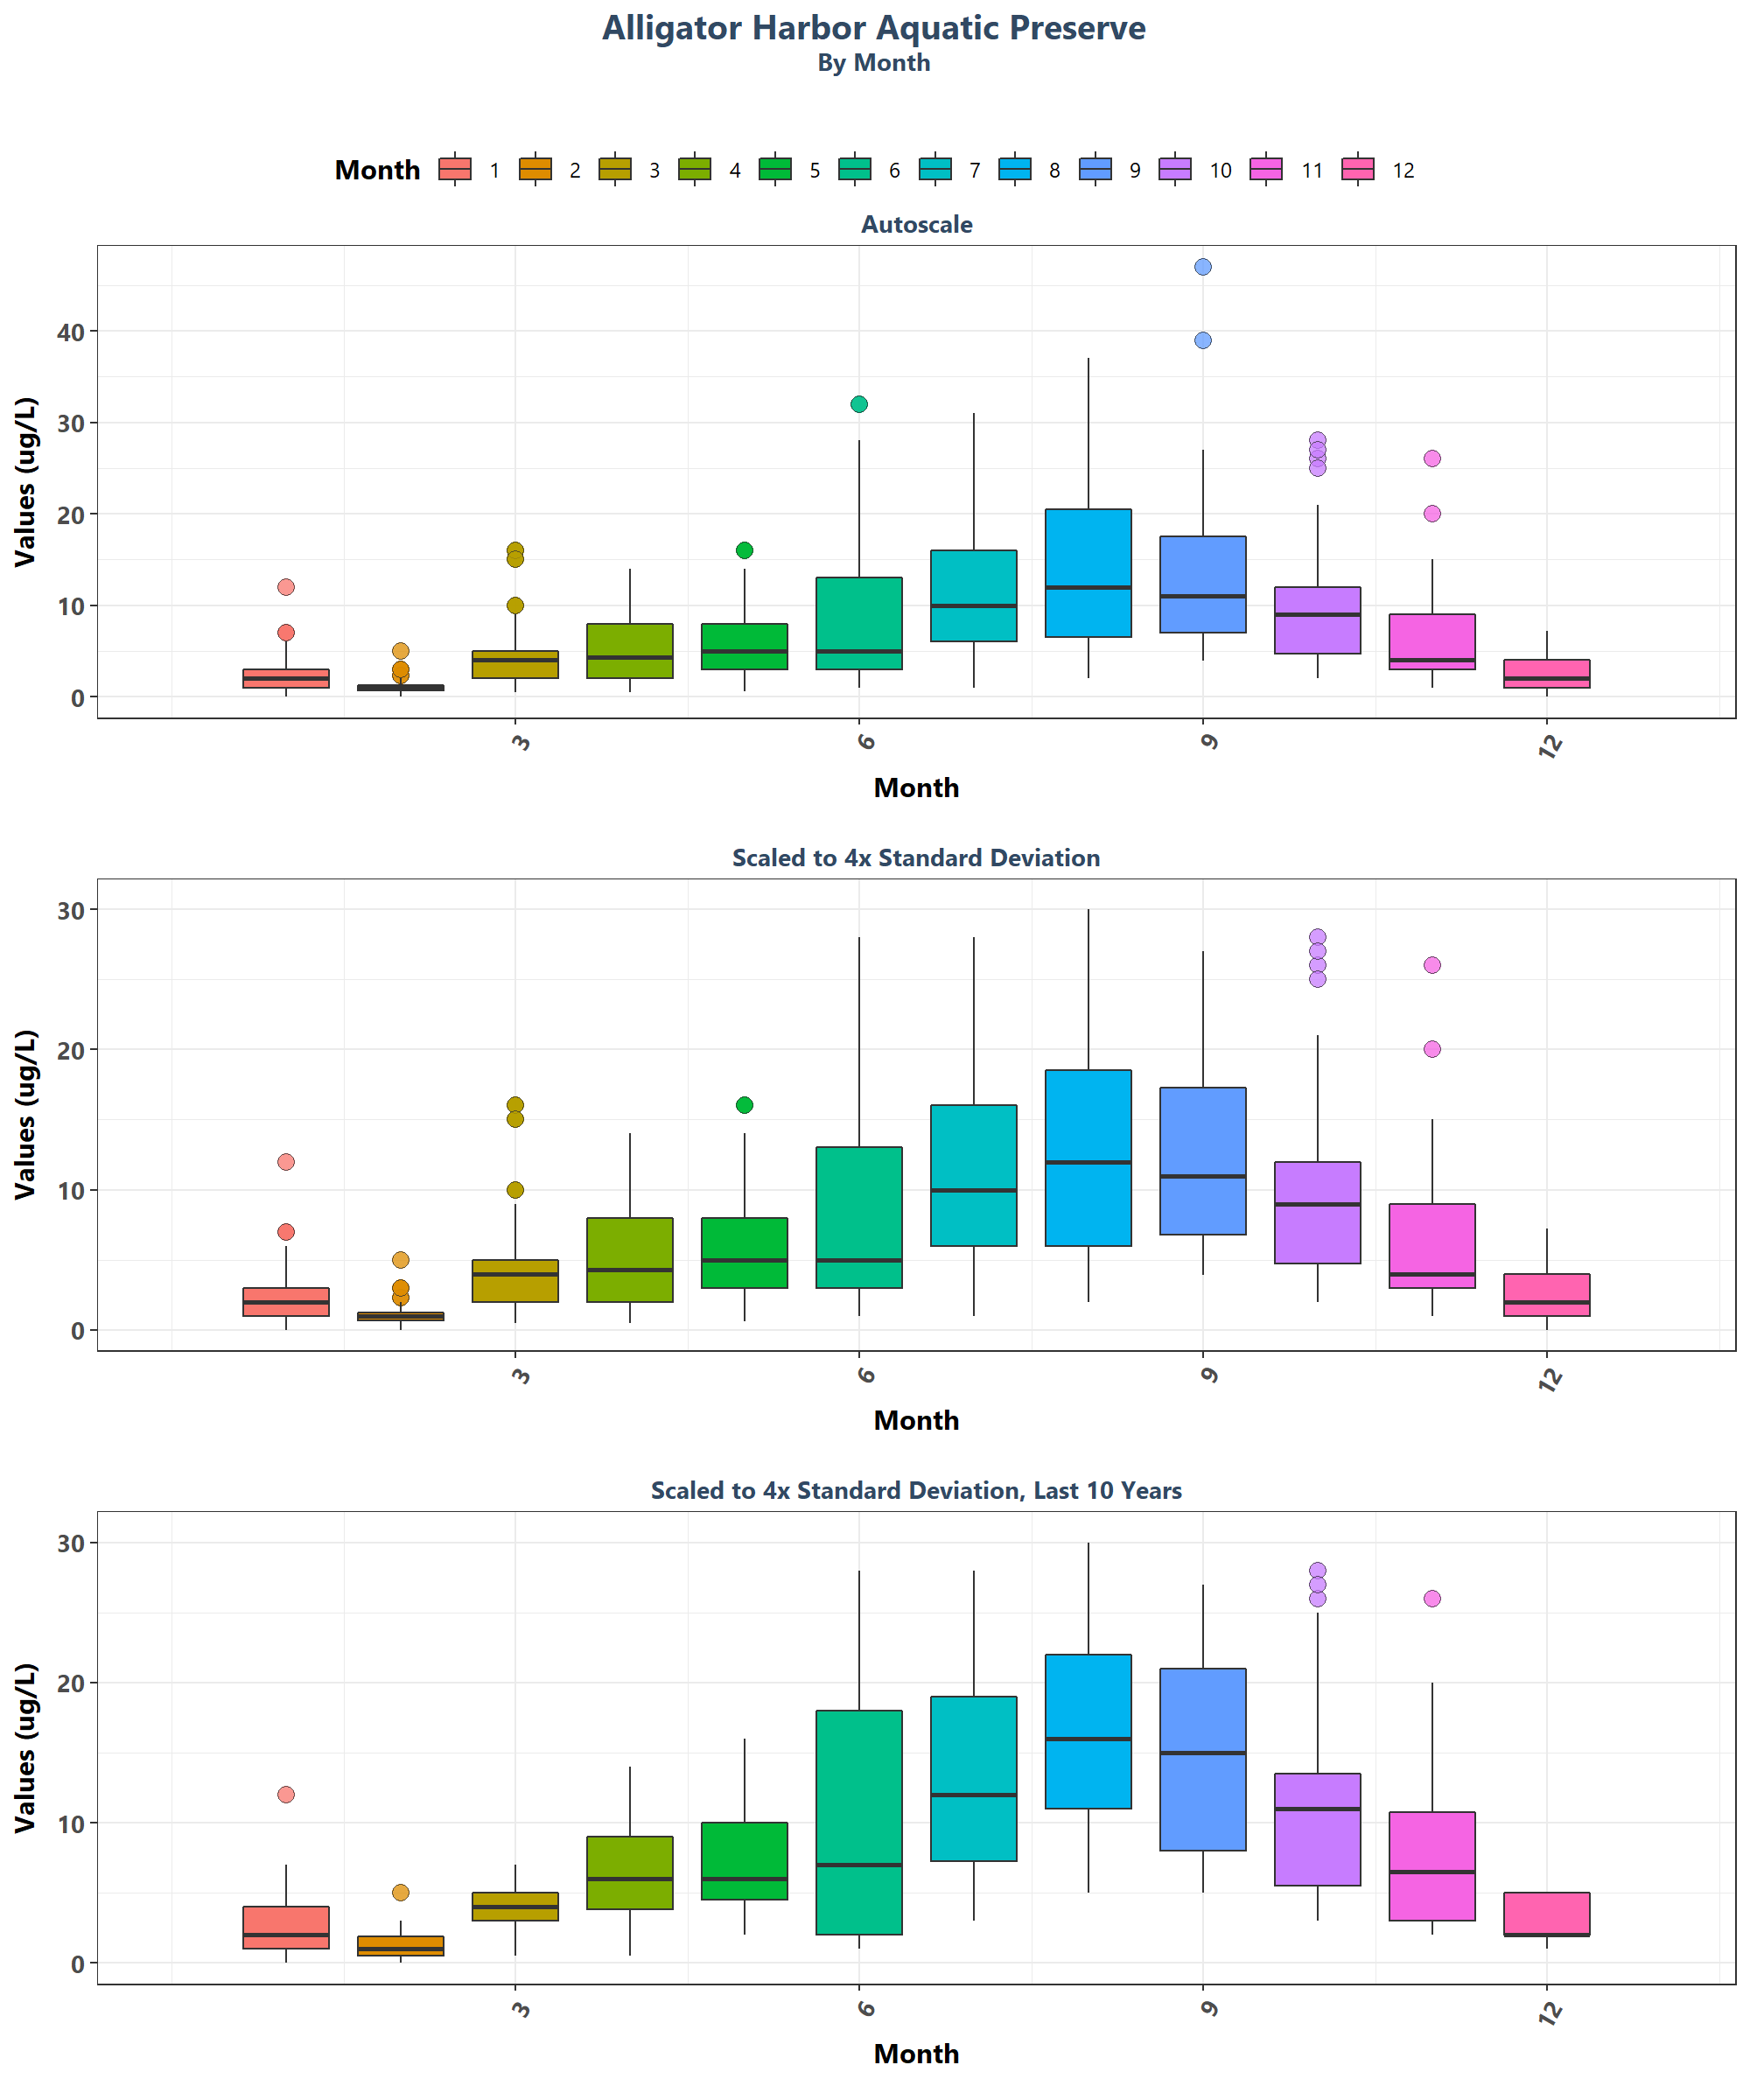 Alligator Harbor Aquatic Preserve
By Month
Month 1 2 3 4 5 6 7 8 9 10 11 12
Autoscale
Values (ug/L)
40
30
20
10
0
3 6 9 12
Month
Scaled to 4x Standard Deviation
Values (ug/L)
30
20
10
0
3 6 9 12
Month
Scaled to 4x Standard Deviation, Last 10 Years
Values (ug/L)
30
20
10
0
3 6 9 12
Month